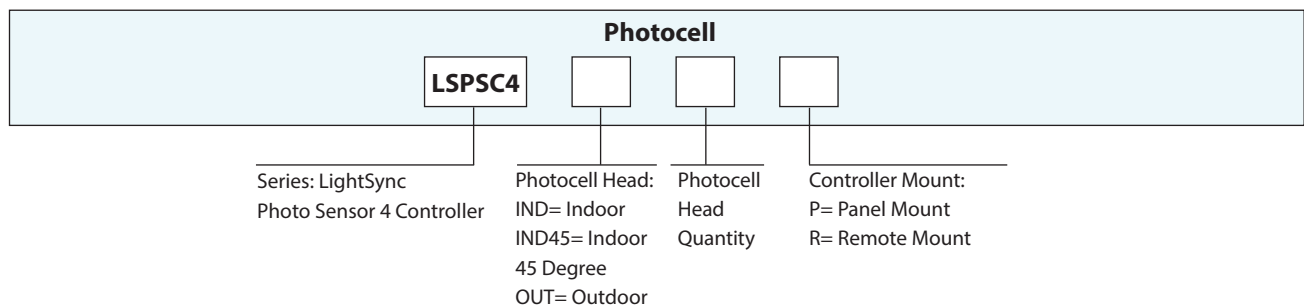 Photocell
LSPSC4
Series: LightSync
Photo Sensor 4 Controller
Photocell Head:
IND= Indoor
IND45= Indoor
45 Degree
OUT= Outdoor
Photocell
Head
Quantity
Controller Mount:
P= Panel Mount
R= Remote Mount